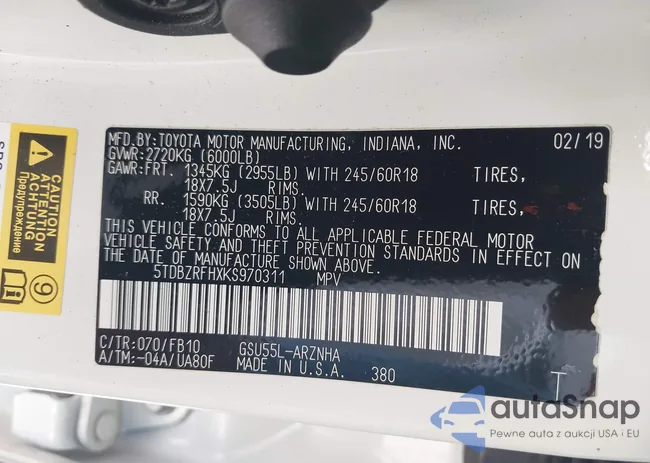 MFD.BY:TOYOTA MOTOR MANUFACTURING, INDIANA, INC. 02/19
GVWR:2720KG (6000LB)
GAWR:FRT. 1345KG (2955LB) WITH 245/60R18 TIRES,
18X7.5J RIMS.
RR. 1590KG (3505LB) WITH 245/60R18 TIRES,
18X7.5J RIMS.
THIS VEHICLE CONFORMS TO ALL APPLICABLE FEDERAL MOTOR
VEHICLE SAFETY AND THEFT PREVENTION STANDARDS IN EFFECT ON
THE DATE OF MANUFACTURE SHOWN ABOVE.
5TDBZRFHXKS970311 MPV
C/TR:070/FB10 GSU55L-ARZNHA
A/TM:-04A/UA80F MADE IN U.S.A. 380 T
CAUTION
ATTENTION
ACHTUNG
Предупреждение
9
autoSnap
Pewne auta z aukcji USA i EU